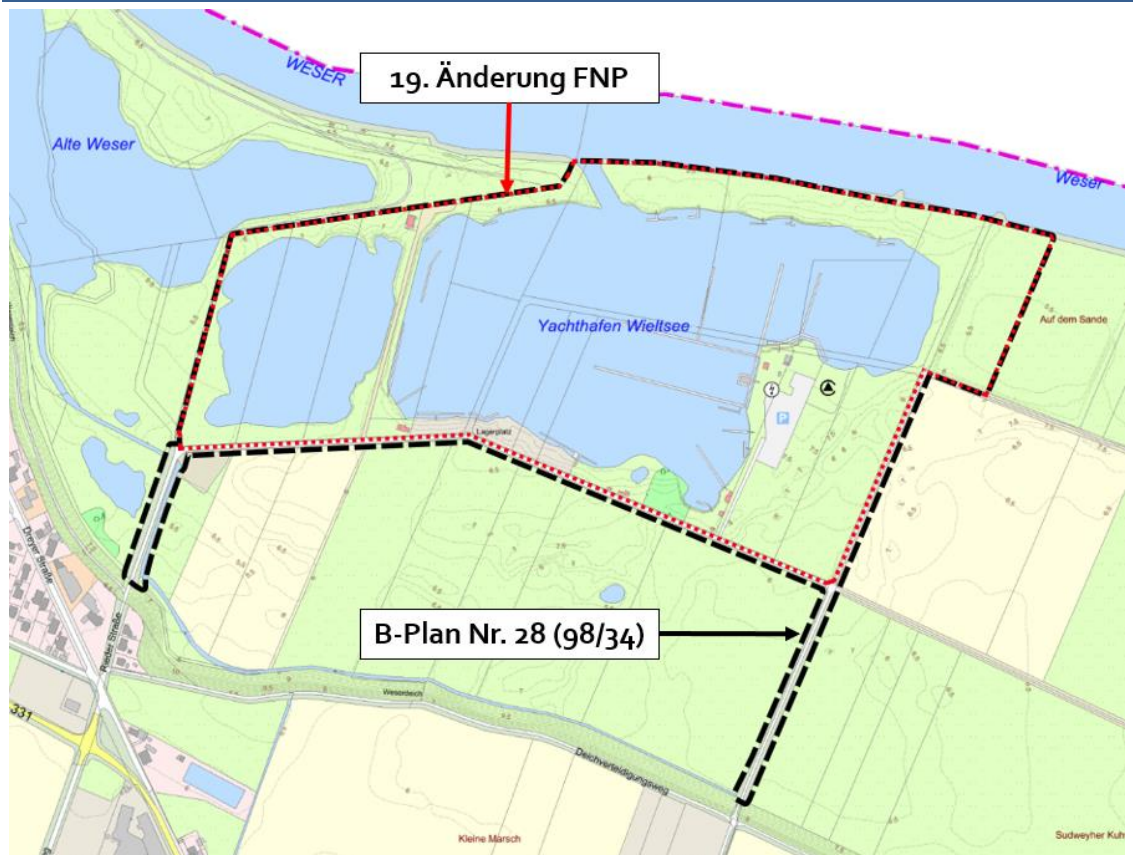 WESER
19. Änderung FNP
Alte Weser
Weser
Yachthafen Wieltsee
Auf dem Sande
P
Lagerplatz
Dreyer Straße
Rieder Straße
B-Plan Nr. 28 (98/34)
Weserdeich
331
Deichverteidigungsweg
Kleine Marsch
Sudweyher Kuh